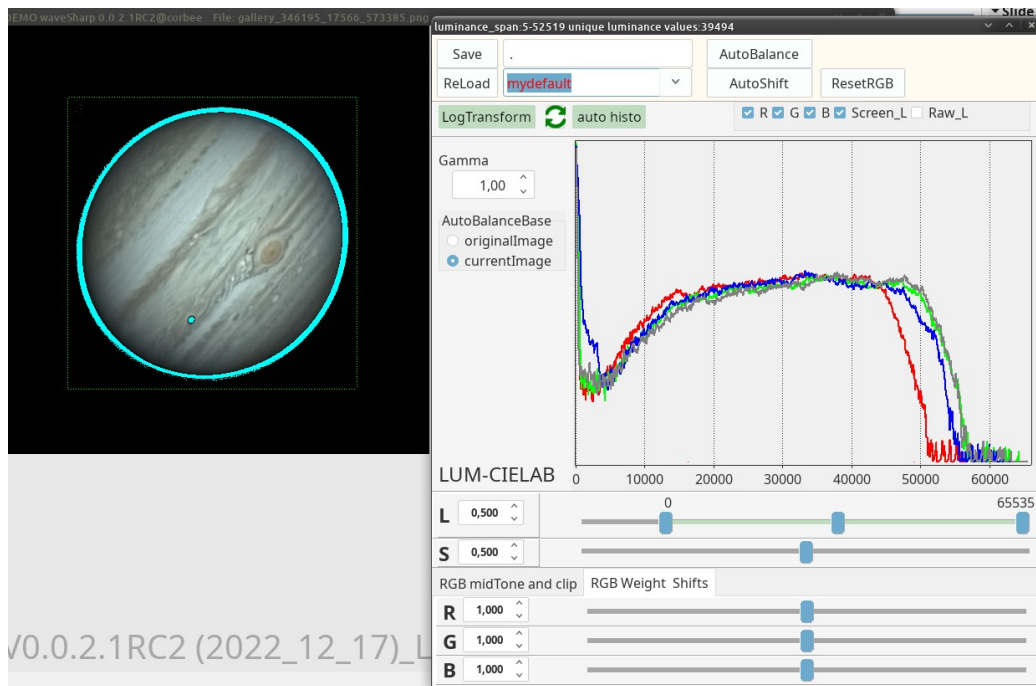 DEMO waveSharp 0.0.2.1RC2@corbee File: gallery_346195_17566_573385.png
Slide
luminance_span:5-52519 unique luminance values:39494
Save . AutoBalance
ReLoad mydefault AutoShift ResetRGB
LogTransform auto histo R G B Screen_L Raw_L
Gamma
1,00
AutoBalanceBase
originalImage
currentImage
LUM-CIELAB
0 10000 20000 30000 40000 50000 60000
0 65535
L 0,500
S 0,500
RGB midTone and clip RGB Weight Shifts
R 1,000
G 1,000
B 1,000
V0.0.2.1RC2 (2022_12_17)_L